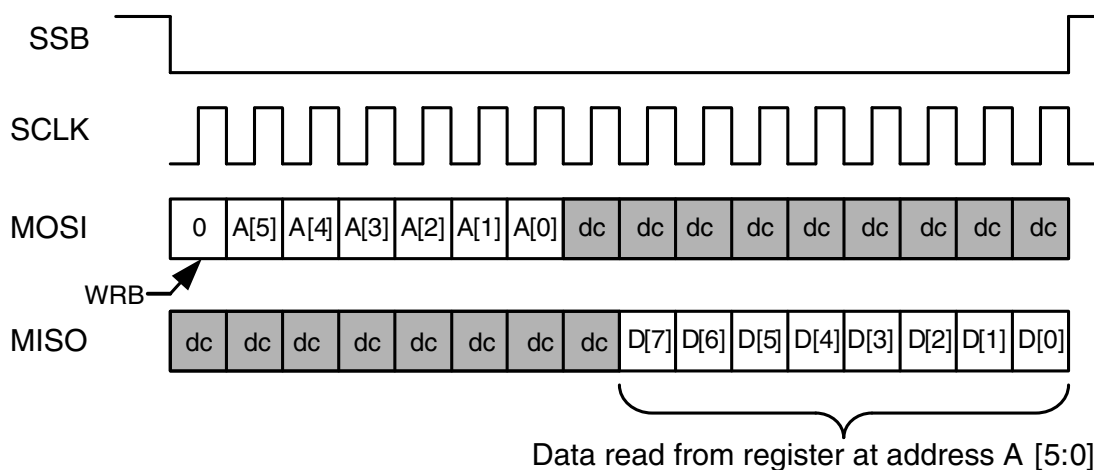 SSB
SCLK
MOSI 0 A[5] A[4] A[3] A[2] A[1] A[0] dc dc dc dc dc dc dc dc dc
WRB
MISO dc dc dc dc dc dc dc dc D[7] D[6] D[5] D[4] D[3] D[2] D[1] D[0]
Data read from register at address A [5:0]